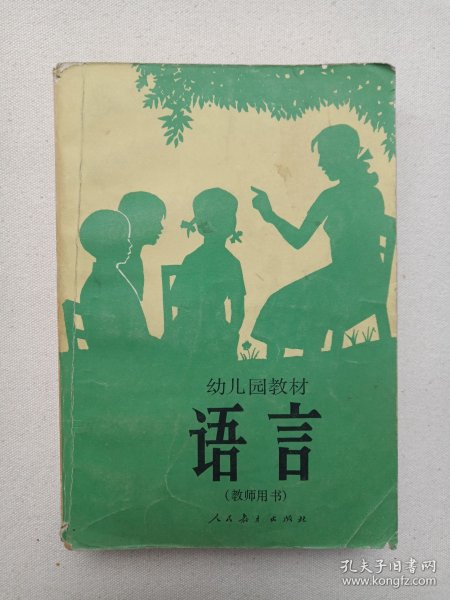 幼儿园教材
语言
（教师用书）
人民教育出版社
孔夫子旧书网
www.kongfz.com